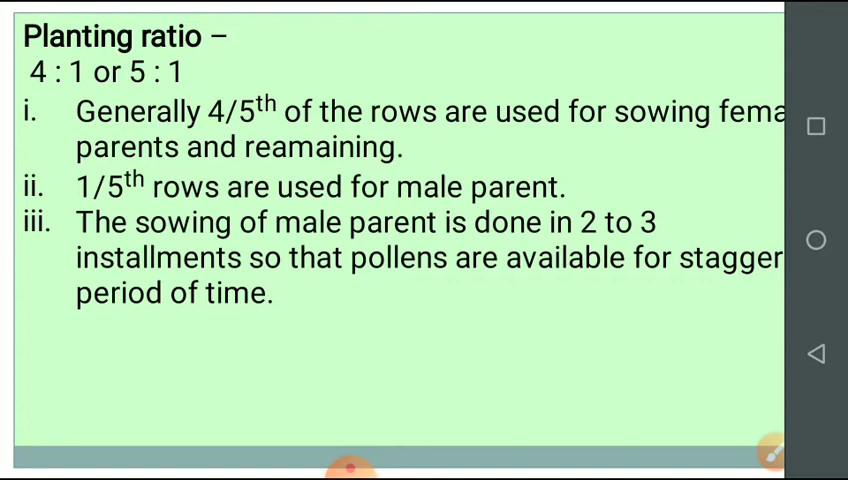 Planting ratio –
4 : 1 or 5 : 1
i. Generally 4/5th of the rows are used for sowing
parents and reamaining.
ii. 1/5th rows are used for male parent.
iii. The sowing of male parent is done in 2 to 3
installments so that pollens are available for
period of time.